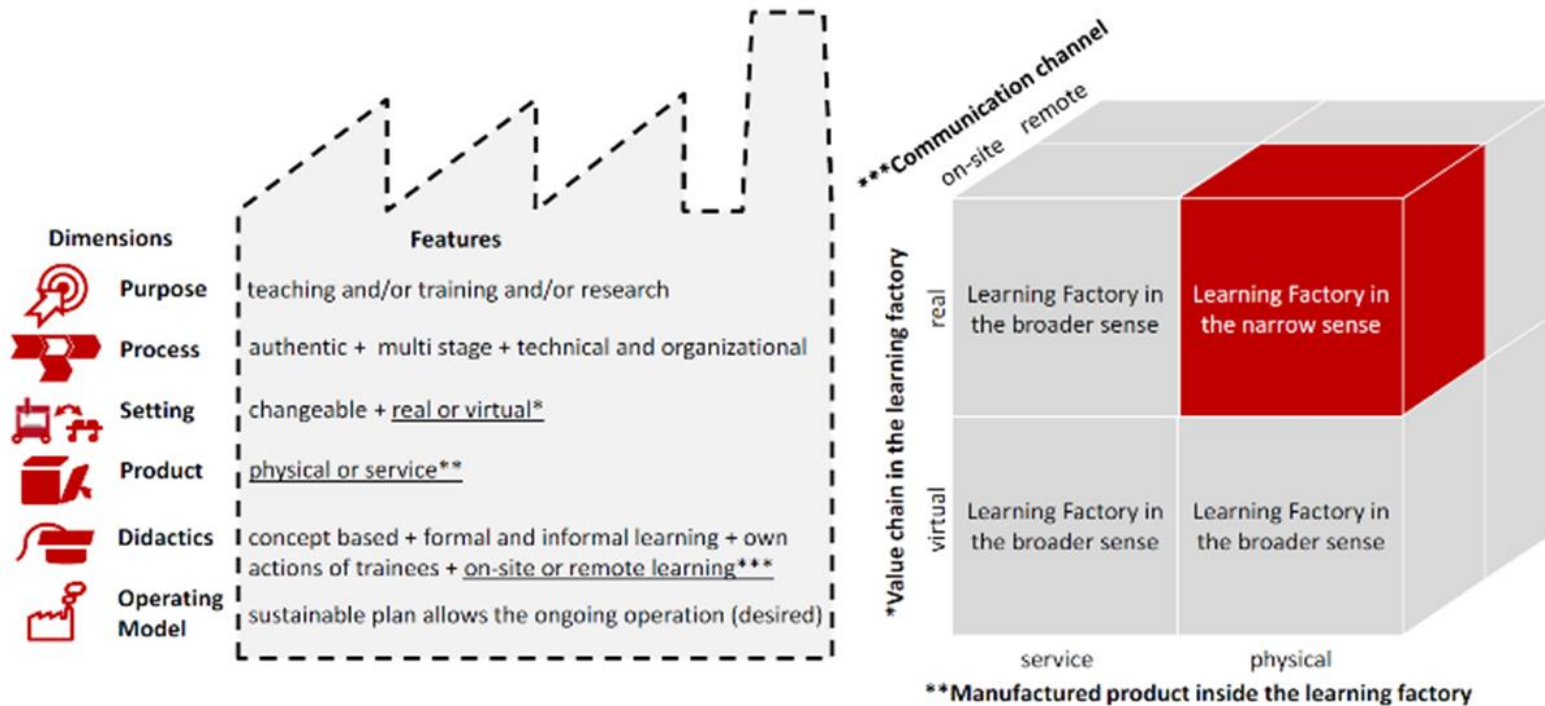 Dimensions
Features
Purpose
teaching and/or training and/or research
Process
authentic + multi stage + technical and organizational
Setting
changeable + real or virtual*
Product
physical or service**
Didactics
concept based + formal and informal learning + own
actions of trainees + on-site or remote learning***
Operating
Model
sustainable plan allows the ongoing operation (desired)
***Communication channel
on-site remote
*Value chain in the learning factory
real
virtual
Learning Factory in
the broader sense
Learning Factory in
the narrow sense
Learning Factory in
the broader sense
Learning Factory in
the broader sense
service
physical
**Manufactured product inside the learning factory